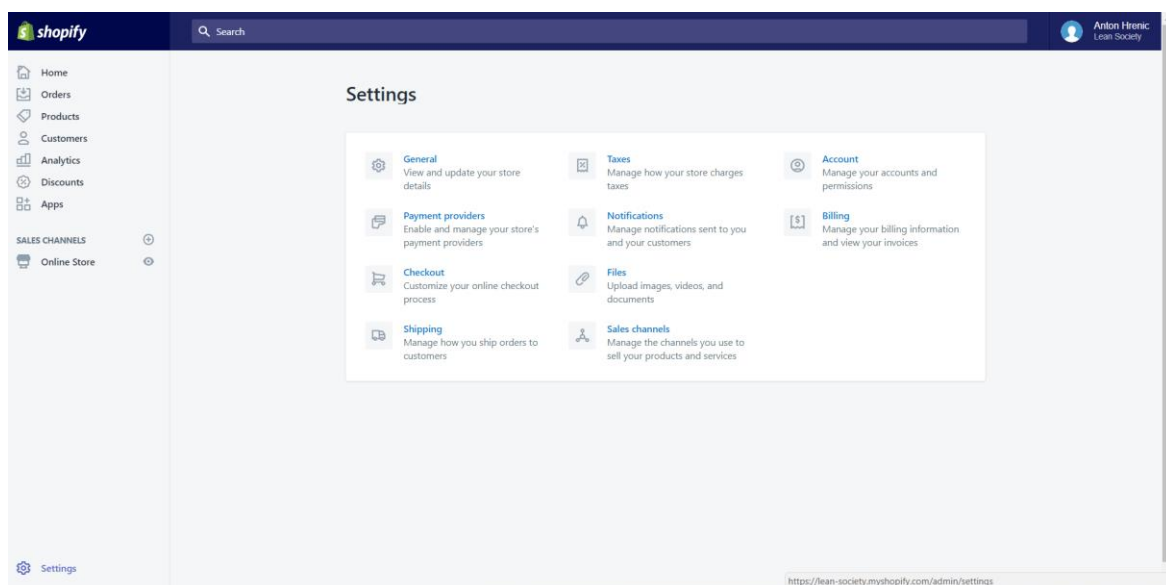 shopify
Search
Anton Hrenic
Lean Society
Home
Orders
Products
Customers
Analytics
Discounts
Apps
SALES CHANNELS
Online Store
Settings
Settings
General
View and update your store
details
Payment providers
Enable and manage your store's
payment providers
Checkout
Customize your online checkout
process
Shipping
Manage how you ship orders to
customers
Taxes
Manage how your store charges
taxes
Notifications
Manage notifications sent to you
and your customers
Files
Upload images, videos, and
documents
Sales channels
Manage the channels you use to
sell your products and services
Account
Manage your accounts and
permissions
Billing
Manage your billing information
and view your invoices
https://lean-society.myshopify.com/admin/settings